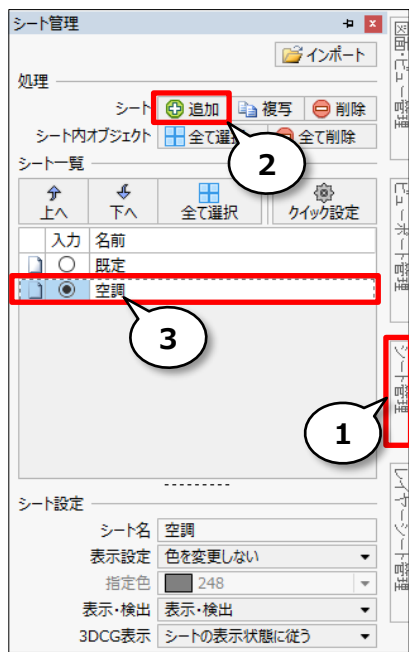 シート管理
インポート
処理
シート 追加 複写 削除
シート内オブジェクト 全て選択 全て削除
2
シート一覧
上へ 下へ 全て選択 クイック設定
入力 名前
既定
空調
3
1
シート設定
シート名 空調
表示設定 色を変更しない
指定色 248
表示・検出 表示・検出
3DCG表示 シートの表示状態に従う
図面・ビュー管理
ビューポート管理
シート管理
レイヤーシート管理